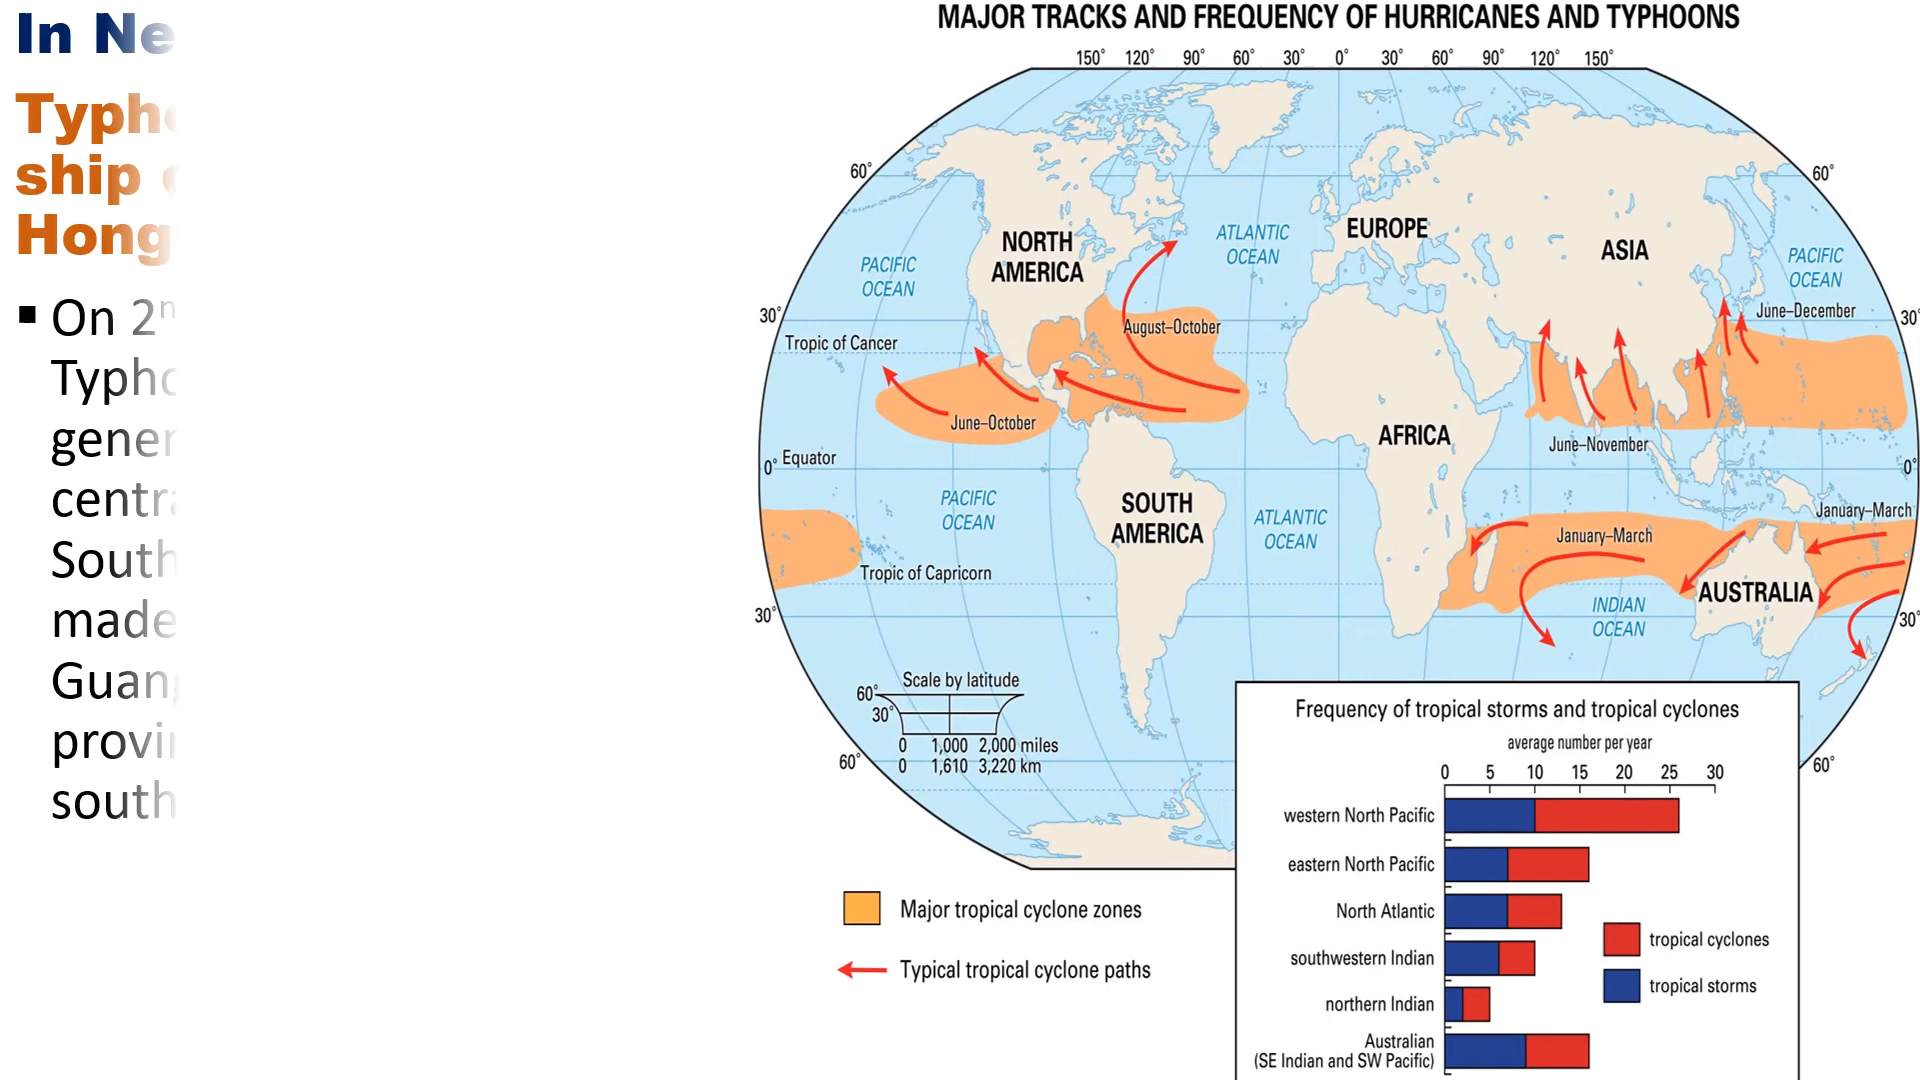 In Ne
Typh
ship
Hong
On 2n
Typho
gener
centra
South
made
Guang
provin
south
MAJOR TRACKS AND FREQUENCY OF HURRICANES AND TYPHOONS
150° 120° 90° 60° 30° 0° 30° 60° 90° 120° 150°
60° 60°
NORTH AMERICA
ATLANTIC OCEAN
EUROPE
ASIA
PACIFIC OCEAN
PACIFIC OCEAN
30° 30°
August–October
June–December
Tropic of Cancer
June–October
AFRICA
June–November
0° Equator 0°
PACIFIC OCEAN
SOUTH AMERICA
ATLANTIC OCEAN
January–March
January–March
Tropic of Capricorn
AUSTRALIA
INDIAN OCEAN
30° 30°
Scale by latitude
60°
30°
0 1,000 2,000 miles
0 1,610 3,220 km
60° 60°
Major tropical cyclone zones
Typical tropical cyclone paths
Frequency of tropical storms and tropical cyclones
average number per year
0 5 10 15 20 25 30
western North Pacific
eastern North Pacific
North Atlantic
southwestern Indian
northern Indian
Australian
(SE Indian and SW Pacific)
tropical cyclones
tropical storms